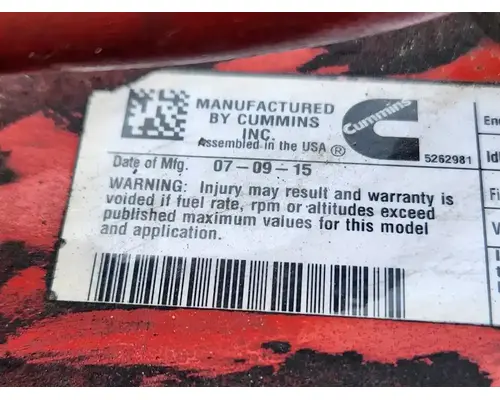 MANUFACTURED
BY CUMMINS
INC.
Assembled in the USA
Cummins
®
5262981
Date of Mfg. 07-09-15
WARNING: Injury may result and warranty is
voided if fuel rate, rpm or altitudes exceed
published maximum values for this model
and application.